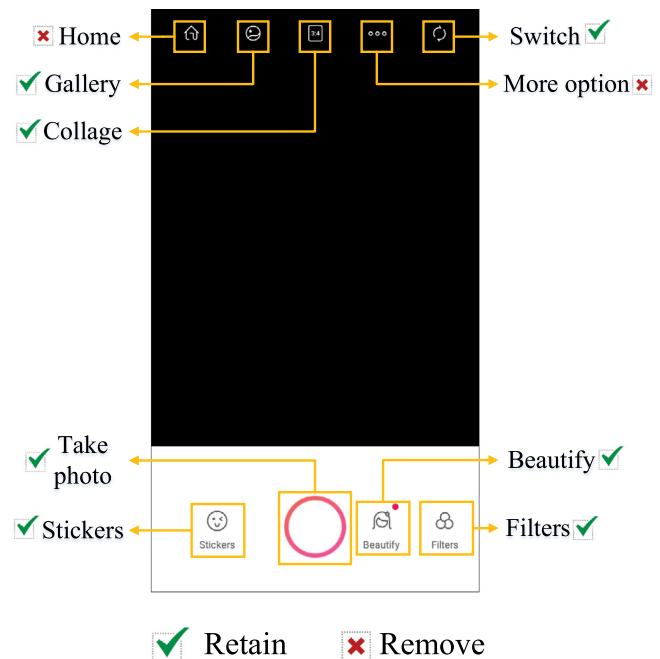 Home
Switch
Gallery
More option
3:4
Collage
Take
photo
Beautify
Stickers
Filters
Stickers
Beautify
Filters
Retain
Remove